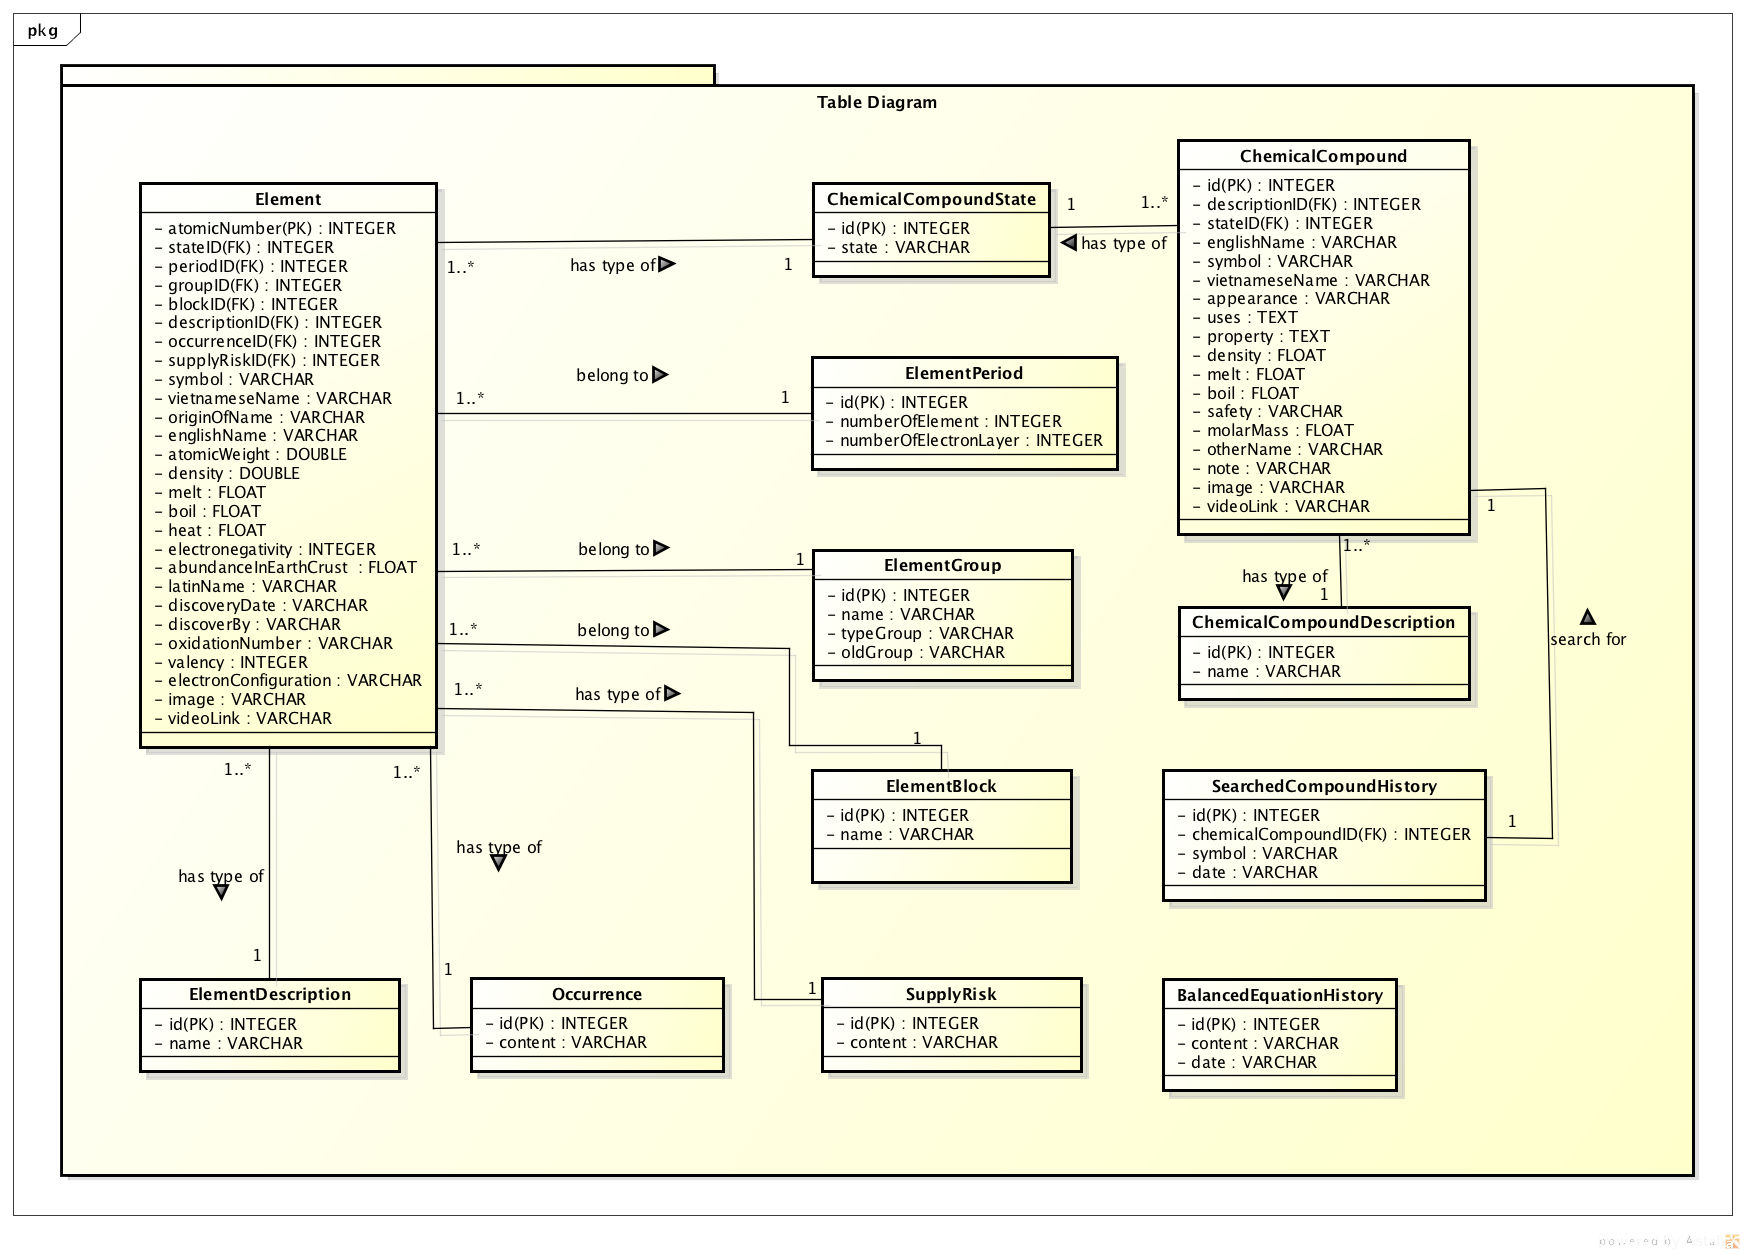 pkg
Table Diagram
Element
- atomicNumber(PK) : INTEGER
- stateID(FK) : INTEGER
- periodID(FK) : INTEGER
- groupID(FK) : INTEGER
- blockID(FK) : INTEGER
- descriptionID(FK) : INTEGER
- occurrenceID(FK) : INTEGER
- supplyRiskID(FK) : INTEGER
- symbol : VARCHAR
- vietnameseName : VARCHAR
- originOfName : VARCHAR
- englishName : VARCHAR
- atomicWeight : DOUBLE
- density : DOUBLE
- melt : FLOAT
- boil : FLOAT
- heat : FLOAT
- electronegativity : INTEGER
- abundanceInEarthCrust : FLOAT
- latinName : VARCHAR
- discoveryDate : VARCHAR
- discoverBy : VARCHAR
- oxidationNumber : VARCHAR
- valency : INTEGER
- electronConfiguration : VARCHAR
- image : VARCHAR
- videoLink : VARCHAR
1..*
has type of
1
ChemicalCompoundState
- id(PK) : INTEGER
- state : VARCHAR
1
1..*
has type of
ChemicalCompound
- id(PK) : INTEGER
- descriptionID(FK) : INTEGER
- stateID(FK) : INTEGER
- englishName : VARCHAR
- symbol : VARCHAR
- vietnameseName : VARCHAR
- appearance : VARCHAR
- uses : TEXT
- property : TEXT
- density : FLOAT
- melt : FLOAT
- boil : FLOAT
- safety : VARCHAR
- molarMass : FLOAT
- otherName : VARCHAR
- note : VARCHAR
- image : VARCHAR
- videoLink : VARCHAR
belong to
1..*
1
ElementPeriod
- id(PK) : INTEGER
- numberOfElement : INTEGER
- numberOfElectronLayer : INTEGER
1..*
belong to
1
ElementGroup
- id(PK) : INTEGER
- name : VARCHAR
- typeGroup : VARCHAR
- oldGroup : VARCHAR
1
1..*
has type of
1
ChemicalCompoundDescription
- id(PK) : INTEGER
- name : VARCHAR
search for
1..*
belong to
1
ElementBlock
- id(PK) : INTEGER
- name : VARCHAR
1..*
has type of
1
SearchedCompoundHistory
- id(PK) : INTEGER
- chemicalCompoundID(FK) : INTEGER
- symbol : VARCHAR
- date : VARCHAR
1
1..*
has type of
1
1..*
has type of
1
ElementDescription
- id(PK) : INTEGER
- name : VARCHAR
Occurrence
- id(PK) : INTEGER
- content : VARCHAR
SupplyRisk
- id(PK) : INTEGER
- content : VARCHAR
BalancedEquationHistory
- id(PK) : INTEGER
- content : VARCHAR
- date : VARCHAR
powered by